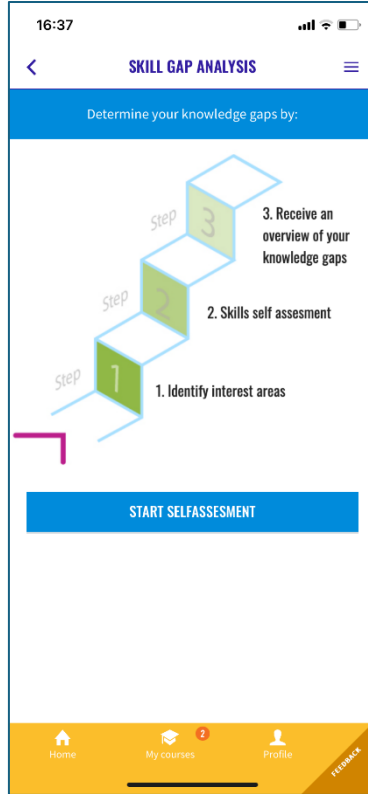 16:37
SKILL GAP ANALYSIS
Determine your knowledge gaps by:
Step 3
3. Receive an
overview of your
knowledge gaps
Step 2
2. Skills self assesment
Step 1
1. Identify interest areas
START SELFASSESMENT
2
Home
My courses
Profile
FEEDBACK